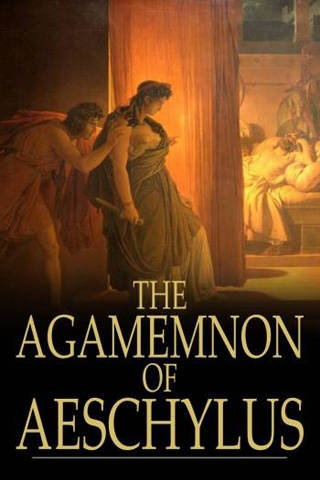 THE
AGAMEMNON
OF
AESCHYLUS